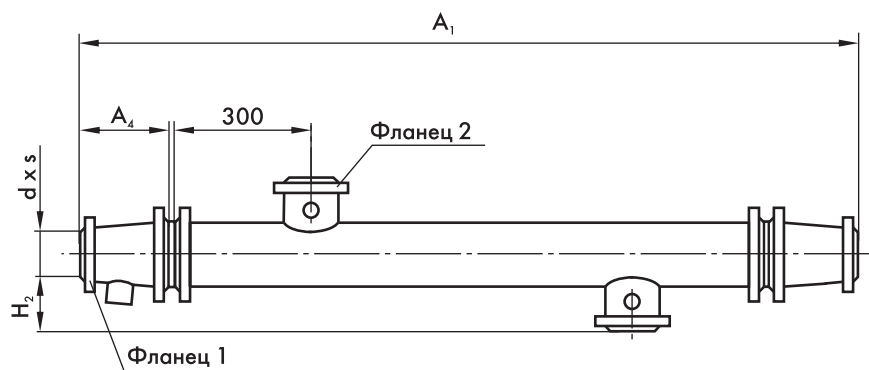 A₁
A₄
300
Фланец 2
d x s
H₂
Фланец 1